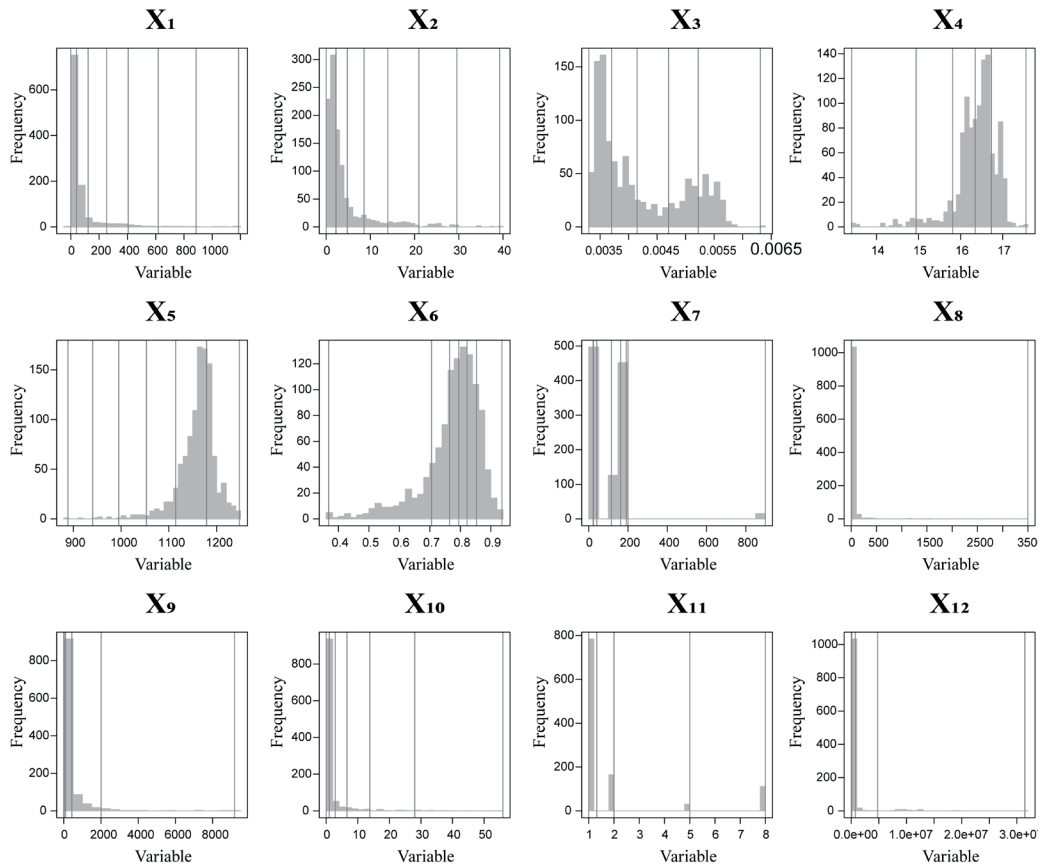 X₁ X₂ X₃ X₄
Frequency 600 400 200 0
0 200 400 600 800 1000
Variable
Frequency 300 250 200 150 100 50 0
0 10 20 30 40
Variable
Frequency 150 100 50 0
0.0035 0.0045 0.0055 0.0065
Variable
Frequency 140 120 100 80 60 40 20 0
14 15 16 17
Variable
X₅ X₆ X₇ X₈
Frequency 150 100 50 0
900 1000 1100 1200
Variable
Frequency 120 100 80 60 40 20 0
0.4 0.5 0.6 0.7 0.8 0.9
Variable
Frequency 500 400 300 200 100 0
0 200 400 600 800
Variable
Frequency 1000 800 600 400 200 0
0 500 1500 2500 350
Variable
X₉ X₁₀ X₁₁ X₁₂
Frequency 800 600 400 200 0
0 2000 4000 6000 8000
Variable
Frequency 800 600 400 200 0
0 10 20 30 40 50
Variable
Frequency 800 600 400 200 0
1 2 3 4 5 6 7 8
Variable
Frequency 1000 800 600 400 200 0
0.0e+00 1.0e+07 2.0e+07 3.0e+
Variable